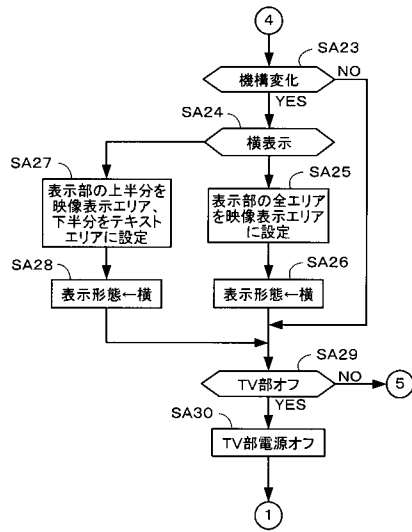 4
SA23
機構変化
NO
YES
SA24
横表示
SA27
表示部の上半分を
映像表示エリア、
下半分をテキスト
エリアに設定
SA25
表示部の全エリア
を映像表示エリア
に設定
SA28
表示形態←横
SA26
表示形態←横
SA29
TV部オフ
NO
5
YES
SA30
TV部電源オフ
1